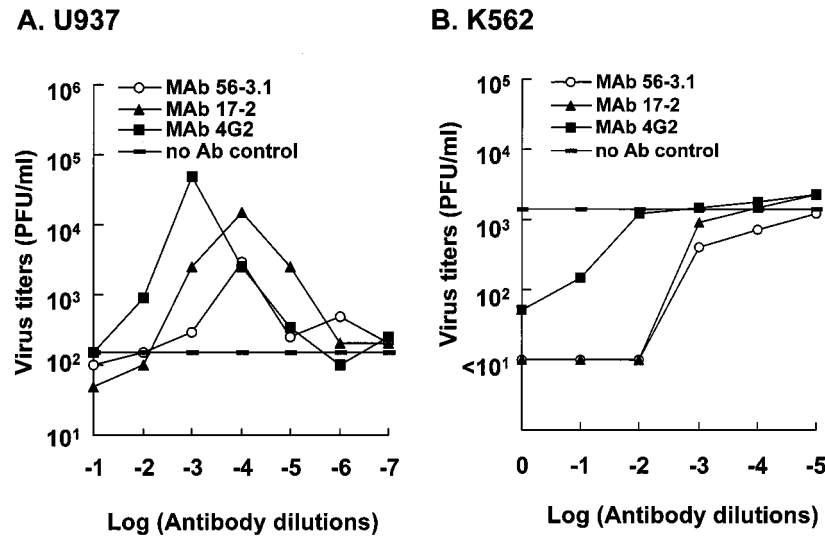 A. U937
MAb 56-3.1
MAb 17-2
MAb 4G2
no Ab control
Virus titers (PFU/ml)
10⁶
10⁵
10⁴
10³
10²
10¹
-1 -2 -3 -4 -5 -6 -7
Log (Antibody dilutions)
B. K562
MAb 56-3.1
MAb 17-2
MAb 4G2
no Ab control
Virus titers (PFU/ml)
10⁵
10⁴
10³
10²
<10¹
0 -1 -2 -3 -4 -5
Log (Antibody dilutions)